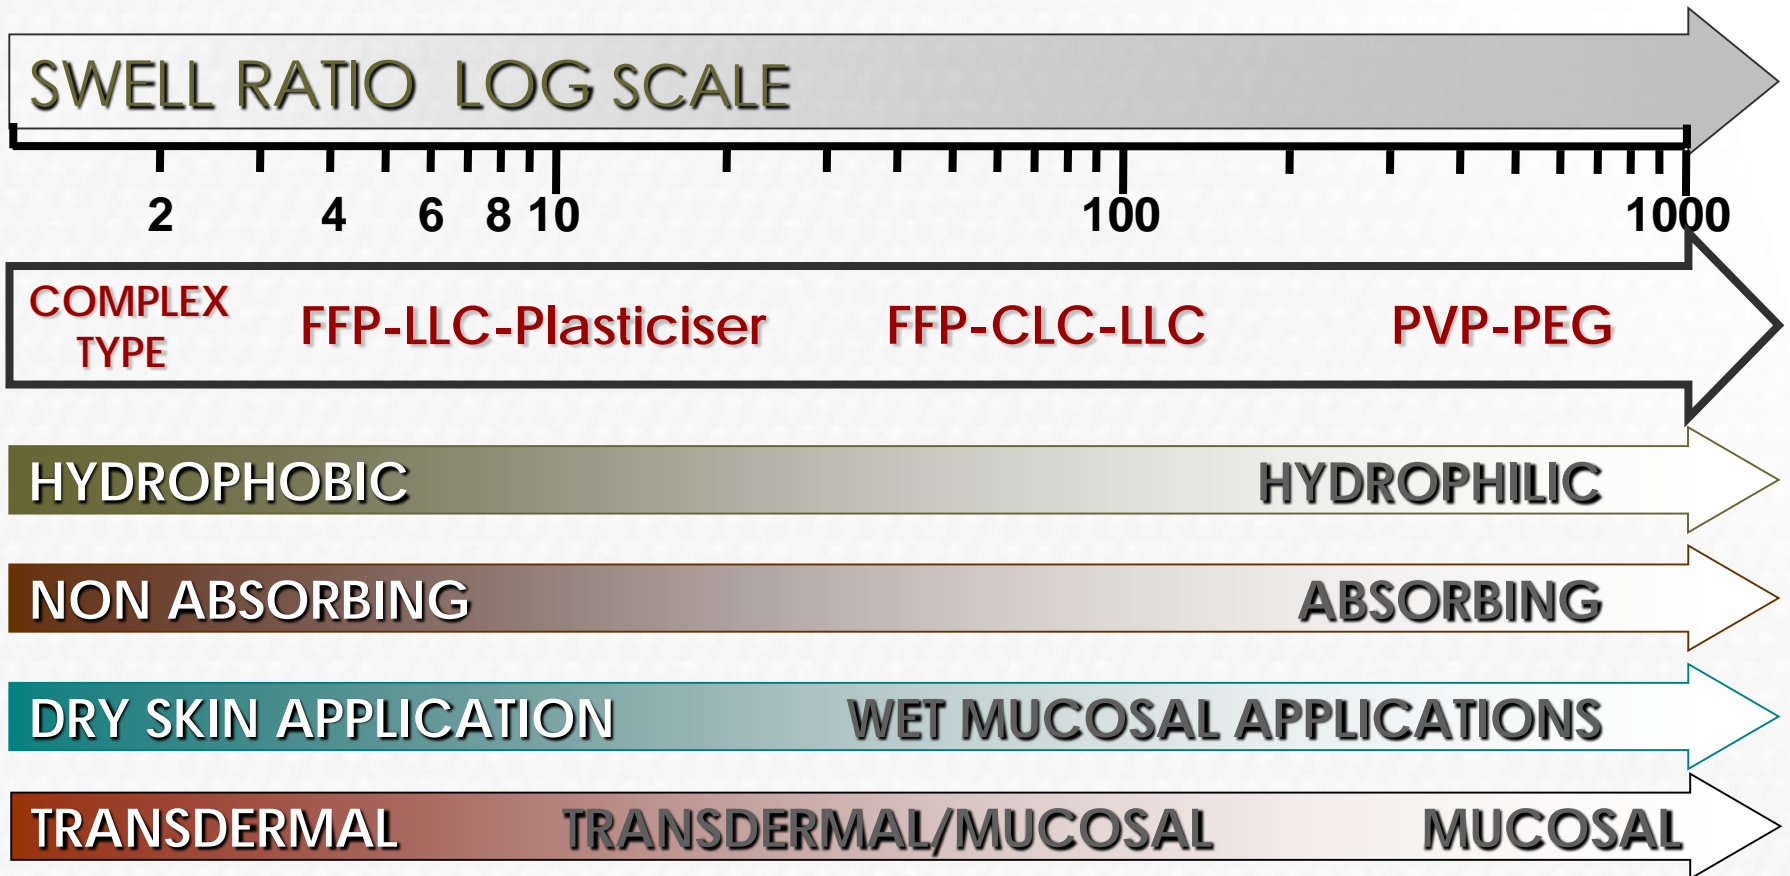 SWELL RATIO LOG SCALE
2 4 6 8 10 100 1000
COMPLEX
TYPE
FFP-LLC-Plasticiser FFP-CLC-LLC PVP-PEG
HYDROPHOBIC HYDROPHILIC
NON ABSORBING ABSORBING
DRY SKIN APPLICATION WET MUCOSAL APPLICATIONS
TRANSDERMAL TRANSDERMAL/MUCOSAL MUCOSAL